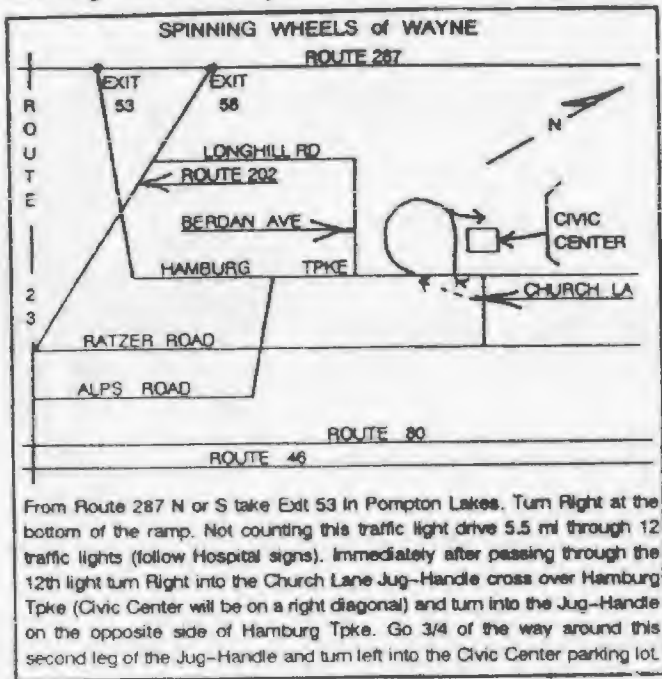 SPINNING WHEELS of WAYNE
ROUTE 287
EXIT 53
EXIT 58
ROUTE 23
N
LONGHILL RD
ROUTE 202
BERDAN AVE
CIVIC CENTER
HAMBURG TPKE
CHURCH LA
RATZER ROAD
ALPS ROAD
ROUTE 80
ROUTE 46
From Route 287 N or S take Exit 53 in Pompton Lakes. Turn Right at the
bottom of the ramp. Not counting this traffic light drive 5.5 mi through 12
traffic lights (follow Hospital signs). Immediately after passing through the
12th light turn Right into the Church Lane Jug-Handle cross over Hamburg
Tpke (Civic Center will be on a right diagonal) and turn into the Jug-Handle
on the opposite side of Hamburg Tpke. Go 3/4 of the way around this
second leg of the Jug-Handle and turn left into the Civic Center parking lot.